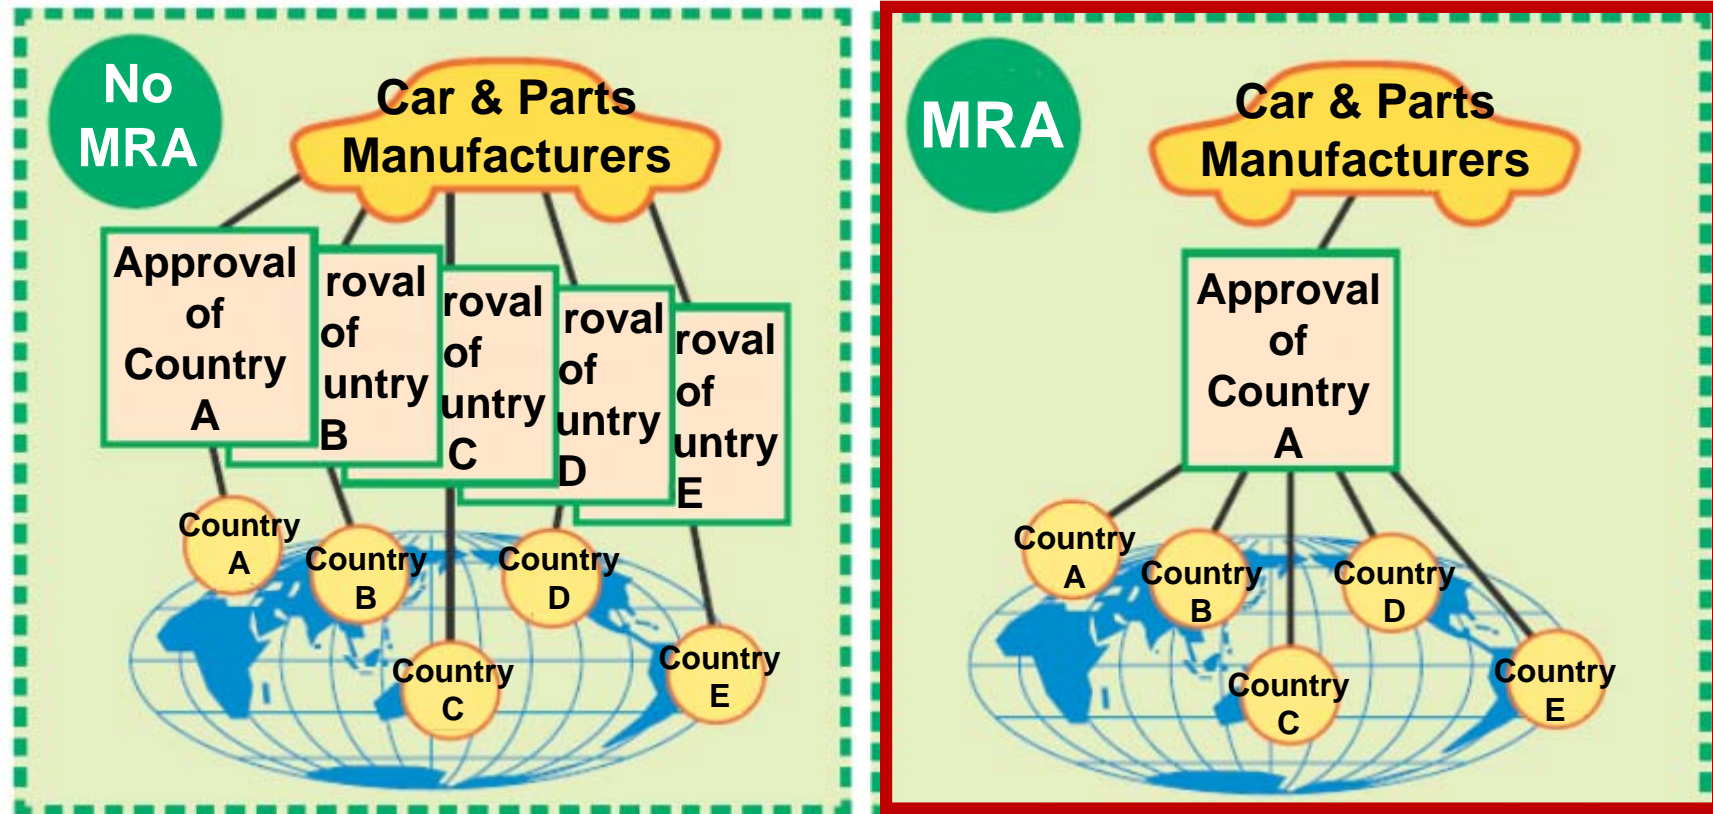 No
MRA
Car & Parts
Manufacturers
Approval
of
Country
A
roval
of
untry
B
roval
of
untry
C
roval
of
untry
D
roval
of
untry
E
Country
A
Country
B
Country
C
Country
D
Country
E
MRA
Car & Parts
Manufacturers
Approval
of
Country
A
Country
A
Country
B
Country
C
Country
D
Country
E